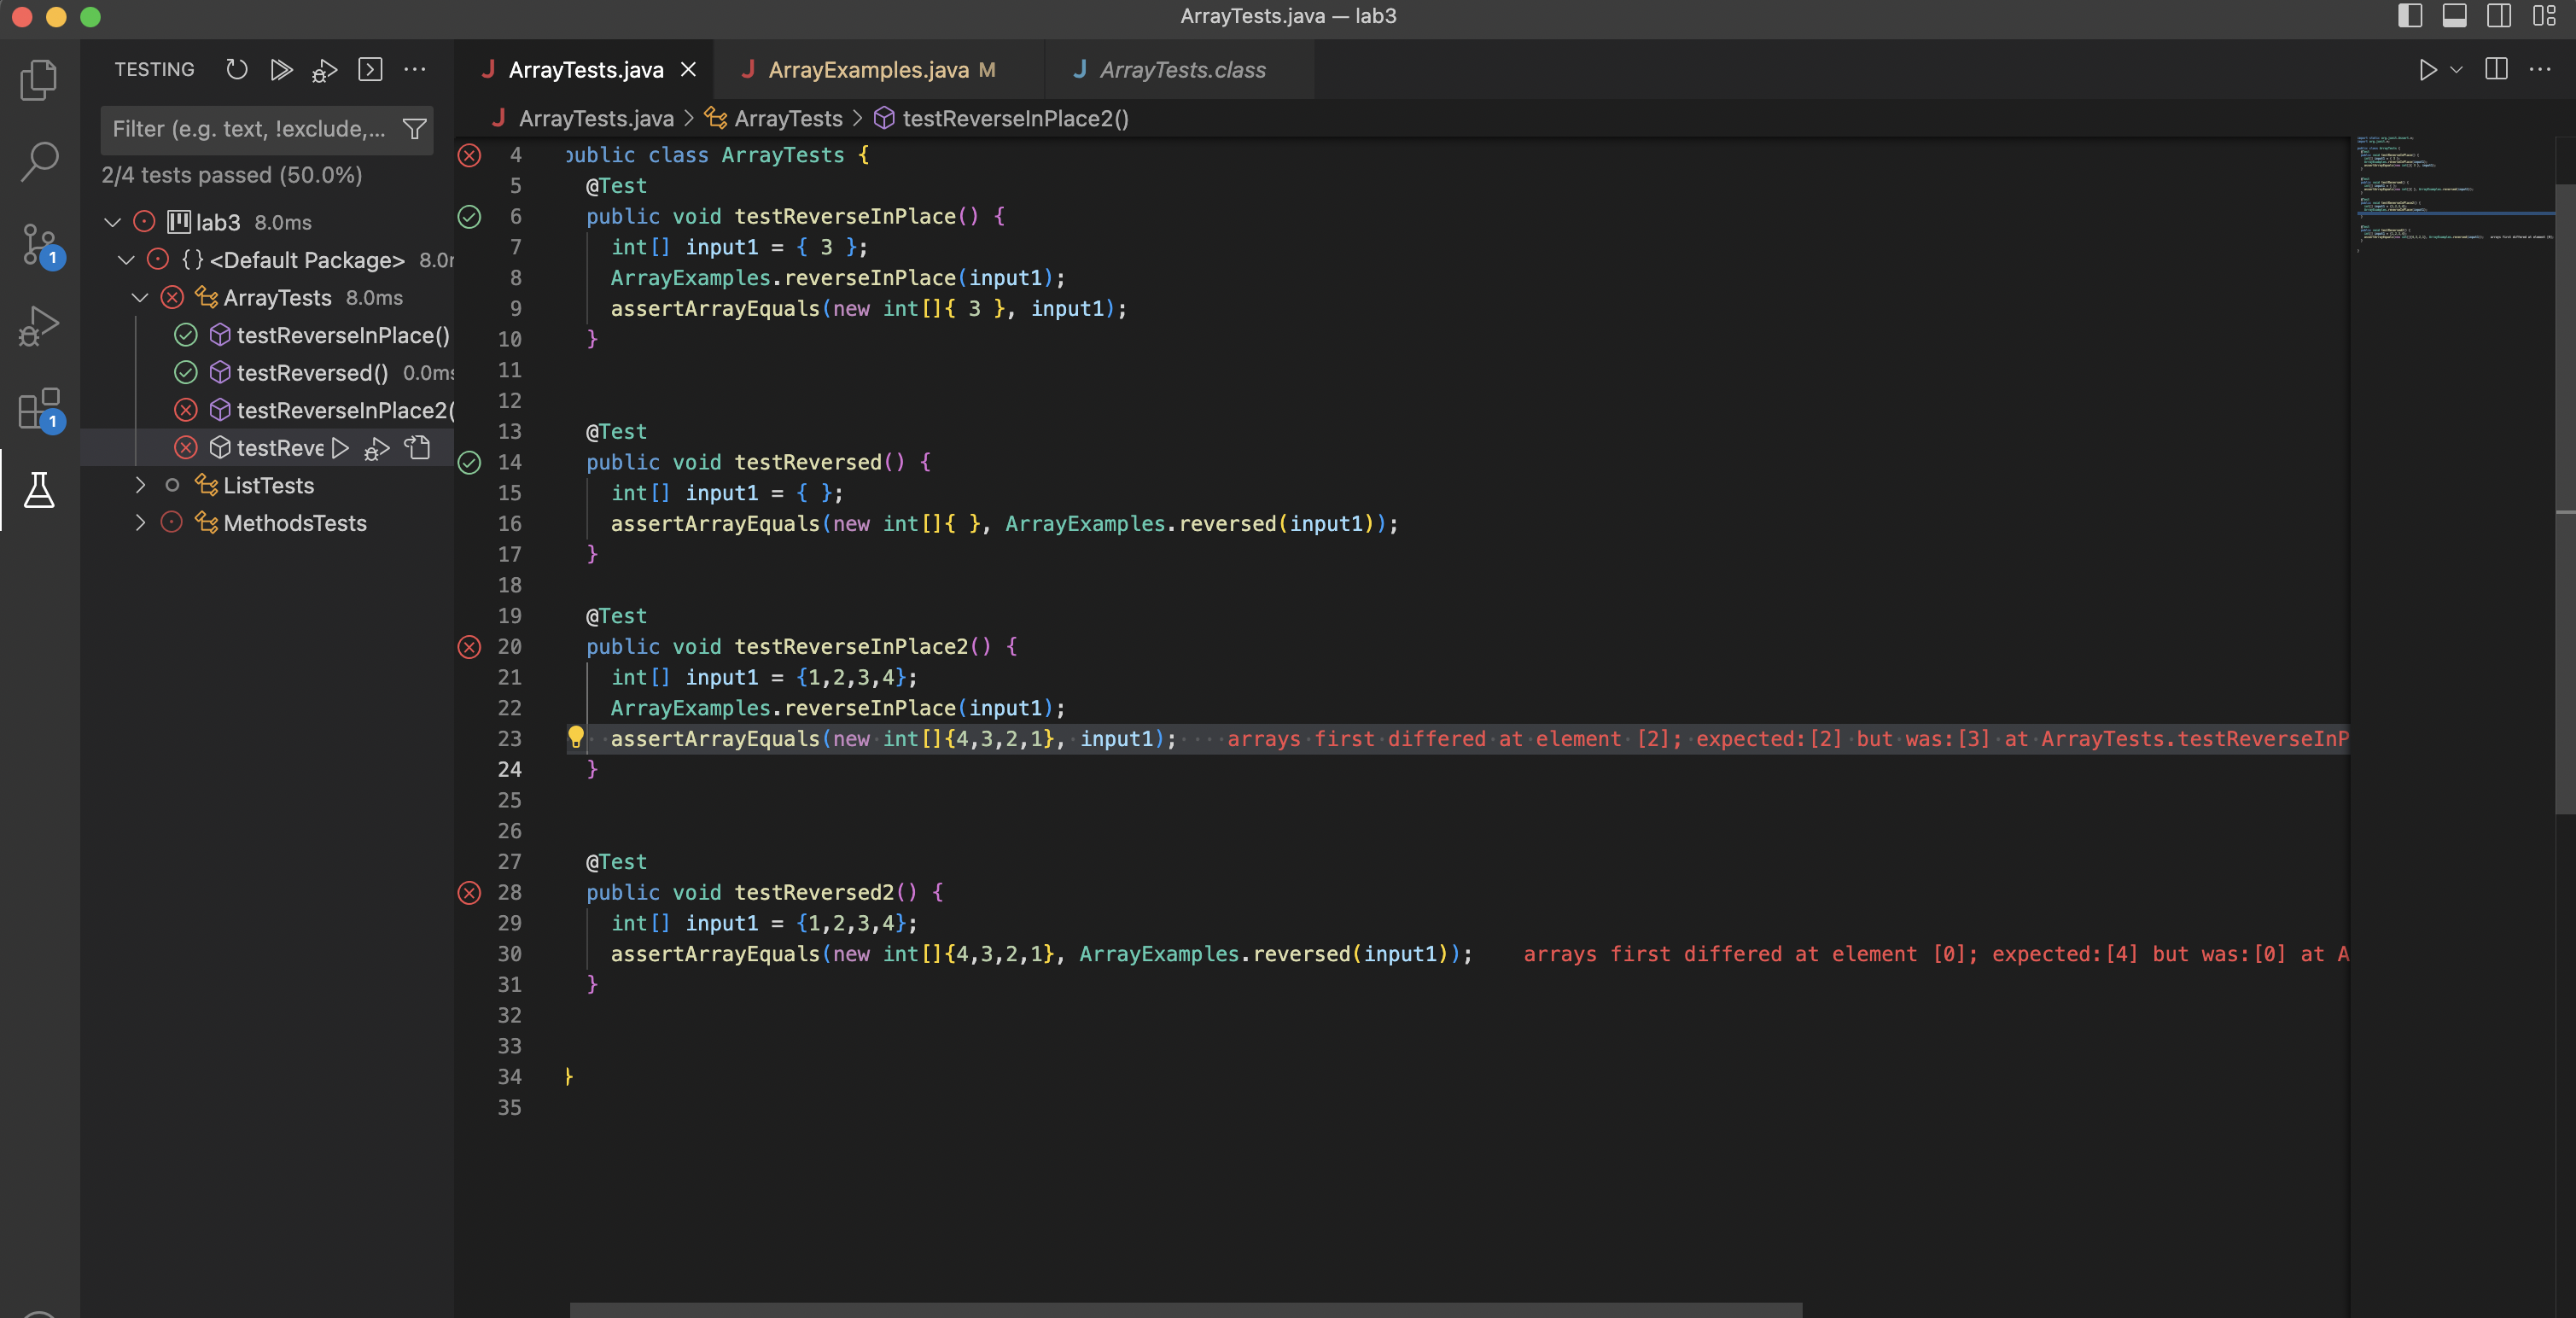 ArrayTests.java — lab3
TESTING
Filter (e.g. text, !exclude,...
2/4 tests passed (50.0%)
lab3 8.0ms
{} <Default Package> 8.0
ArrayTests 8.0ms
testReverseInPlace()
testReversed() 0.0ms
testReverseInPlace2(
testReve
ListTests
MethodsTests
1
1
J ArrayTests.java
J ArrayExamples.java M
J ArrayTests.class
J ArrayTests.java > ArrayTests > testReverseInPlace2()
4 public class ArrayTests {
5 @Test
6 public void testReverseInPlace() {
7 int[] input1 = { 3 };
8 ArrayExamples.reverseInPlace(input1);
9 assertArrayEquals(new int[]{ 3 }, input1);
10 }
11
12
13 @Test
14 public void testReversed() {
15 int[] input1 = { };
16 assertArrayEquals(new int[]{ }, ArrayExamples.reversed(input1));
17 }
18
19 @Test
20 public void testReverseInPlace2() {
21 int[] input1 = {1,2,3,4};
22 ArrayExamples.reverseInPlace(input1);
23 assertArrayEquals(new int[]{4,3,2,1}, input1); arrays first differed at element [2]; expected:[2] but was:[3] at ArrayTests.testReverseInP
24 }
25
26
27 @Test
28 public void testReversed2() {
29 int[] input1 = {1,2,3,4};
30 assertArrayEquals(new int[]{4,3,2,1}, ArrayExamples.reversed(input1)); arrays first differed at element [0]; expected:[4] but was:[0] at A
31 }
32
33
34 }
35